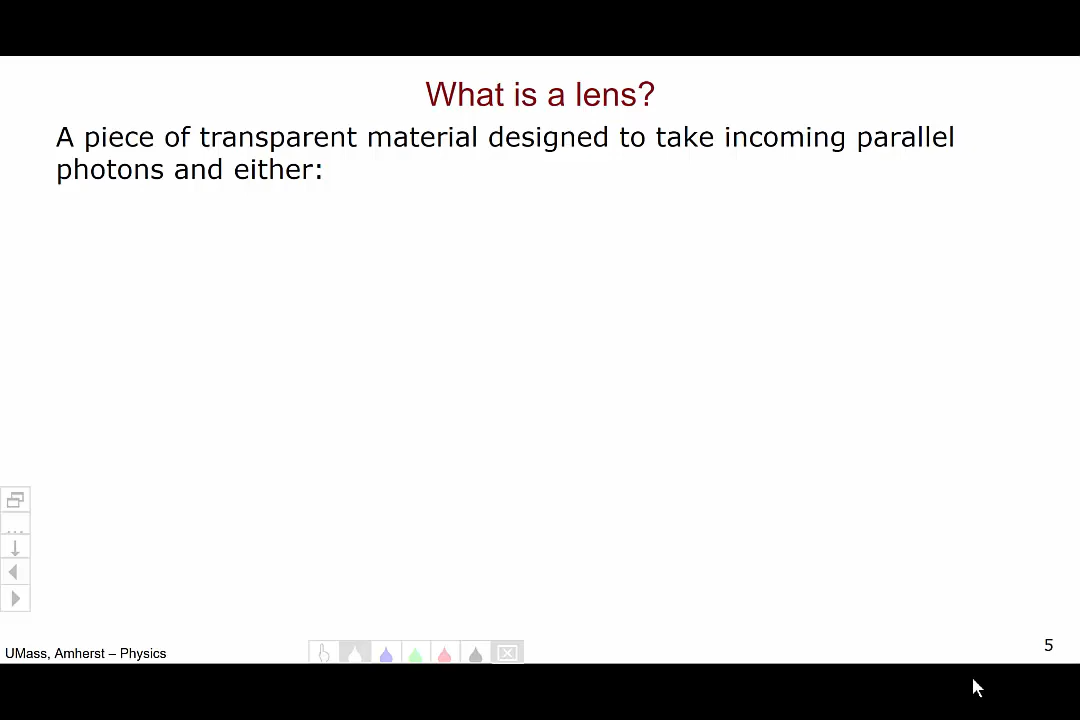 What is a lens?
A piece of transparent material designed to take incoming parallel
photons and either:
...
UMass, Amherst – Physics
5